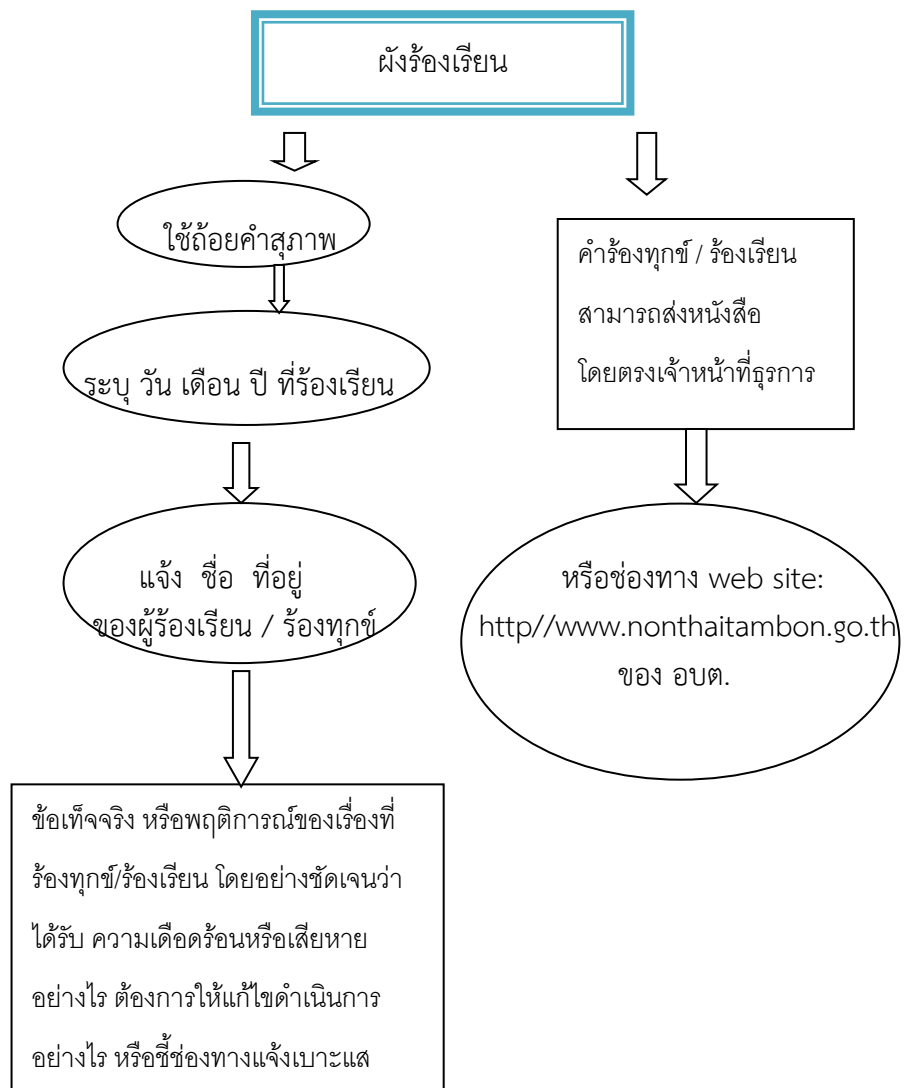 ผังร้องเรียน
ใช้ถ้อยคำสุภาพ
ระบุ วัน เดือน ปี ที่ร้องเรียน
แจ้ง ชื่อ ที่อยู่
ของผู้ร้องเรียน / ร้องทุกข์
ข้อเท็จจริง หรือพฤติการณ์ของเรื่องที่
ร้องทุกข์/ร้องเรียน โดยอย่างชัดเจนว่า
ได้รับ ความเดือดร้อนหรือเสียหาย
อย่างไร ต้องการให้แก้ไขดำเนินการ
อย่างไร หรือชี้ช่องทางแจ้งเบาะแส
คำร้องทุกข์ / ร้องเรียน
สามารถส่งหนังสือ
โดยตรงเจ้าหน้าที่ธุรการ
หรือช่องทาง web site:
http//www.nonthaitambon.go.th
ของ อบต.